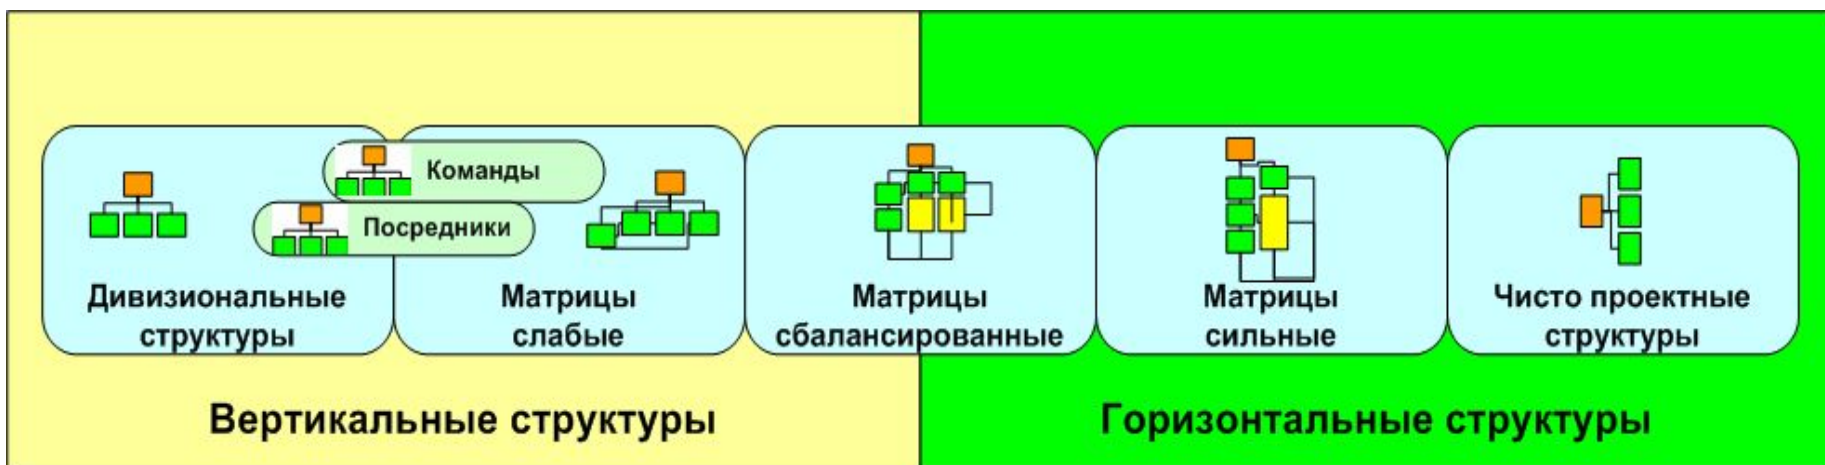 Команды
Посредники
Дивизиональные
структуры
Матрицы
слабые
Матрицы
сбалансированные
Матрицы
сильные
Чисто проектные
структуры
Вертикальные структуры
Горизонтальные структуры